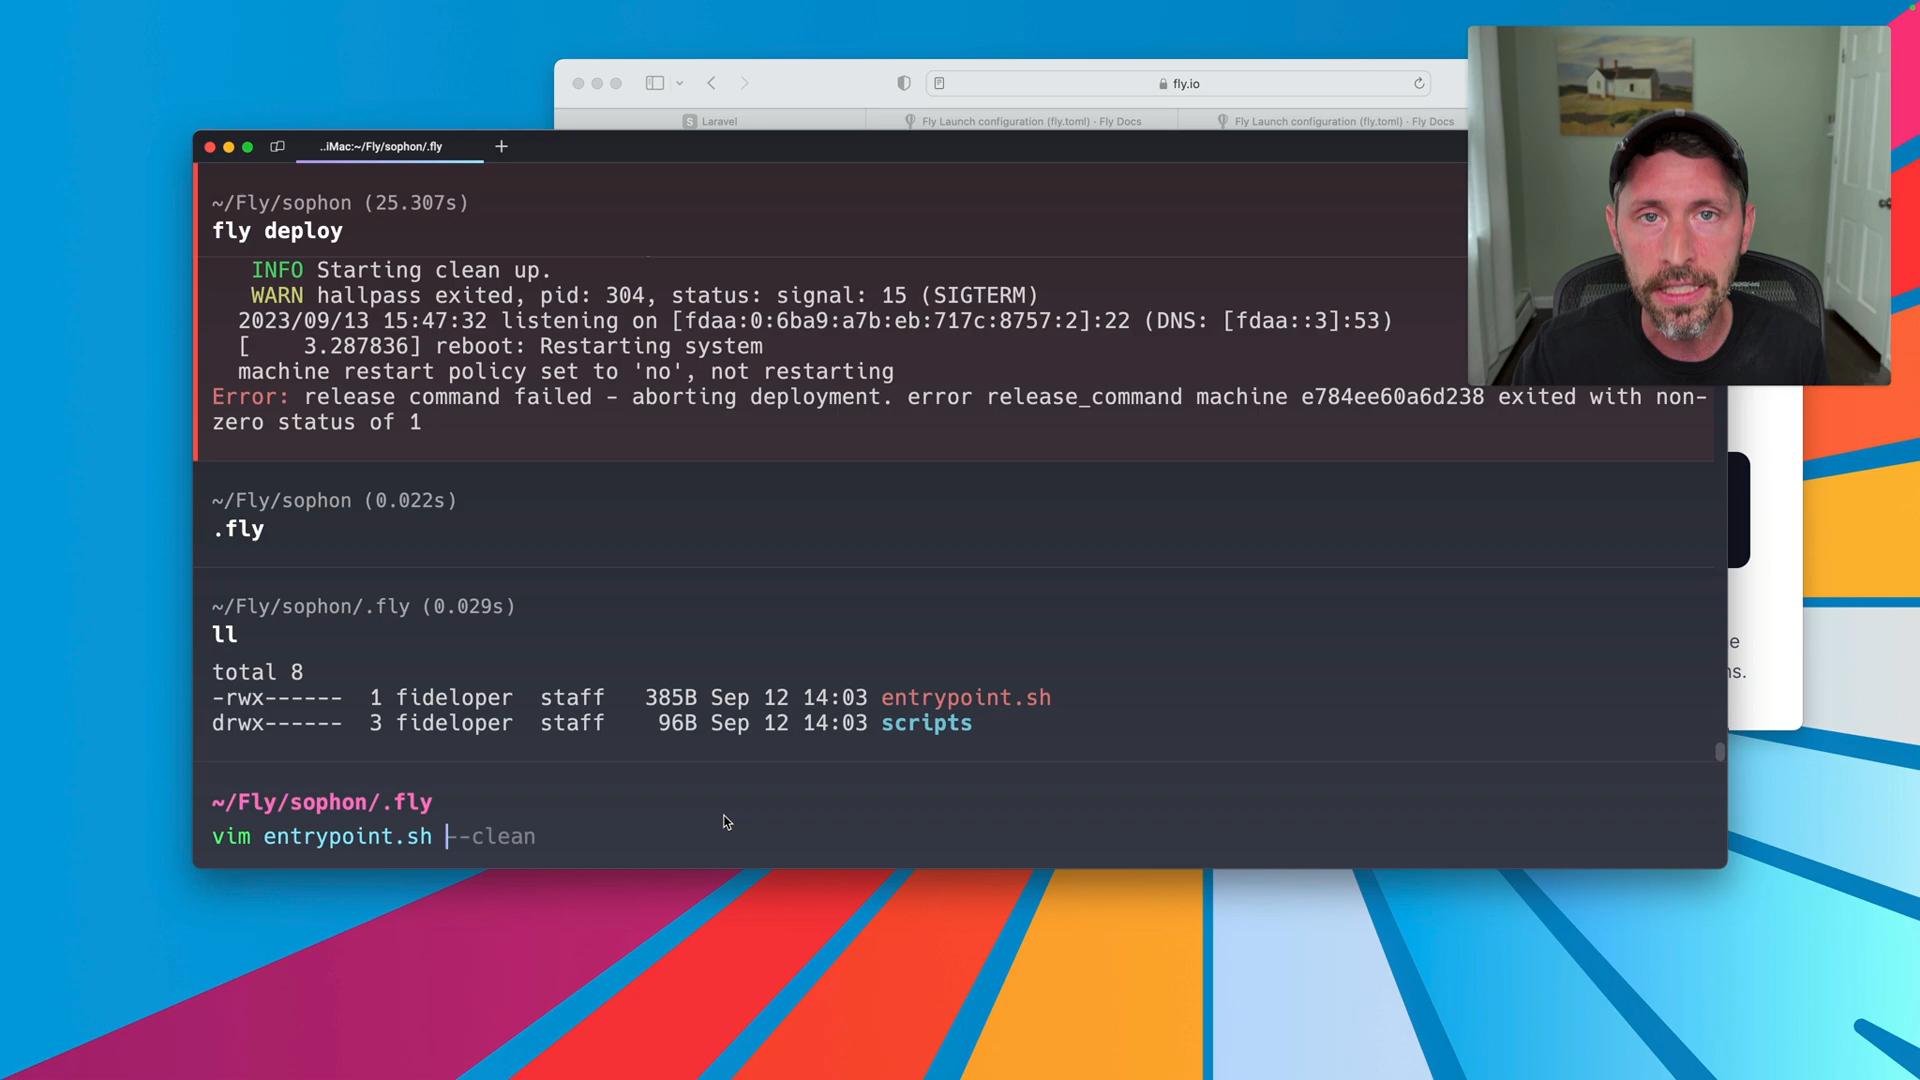 fly.io
Laravel
Fly Launch configuration (fly.toml) · Fly Docs
Fly Launch configuration (fly.toml) · Fly Docs
..iMac:~/Fly/sophon/.fly
~/Fly/sophon (25.307s)
fly deploy
INFO Starting clean up.
WARN hallpass exited, pid: 304, status: signal: 15 (SIGTERM)
2023/09/13 15:47:32 listening on [fdaa:0:6ba9:a7b:eb:717c:8757:2]:22 (DNS: [fdaa::3]:53)
[    3.287836] reboot: Restarting system
machine restart policy set to 'no', not restarting
Error: release command failed - aborting deployment. error release_command machine e784ee60a6d238 exited with non-
zero status of 1
~/Fly/sophon (0.022s)
.fly
~/Fly/sophon/.fly (0.029s)
ll
total 8
-rwx------  1 fideloper  staff   385B Sep 12 14:03 entrypoint.sh
drwx------  3 fideloper  staff    96B Sep 12 14:03 scripts
~/Fly/sophon/.fly
vim entrypoint.sh --clean